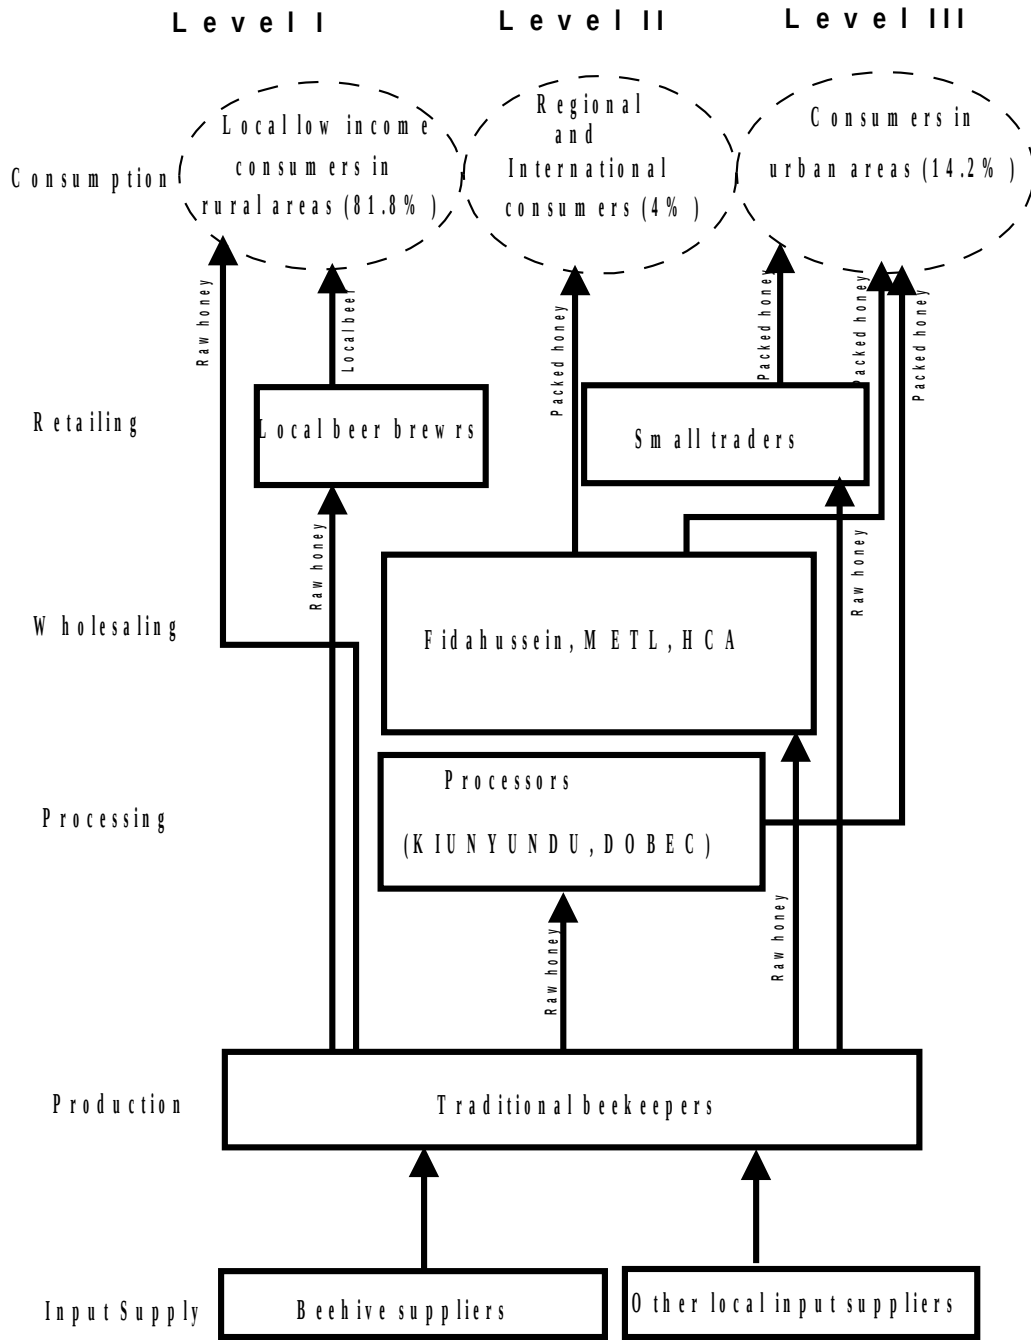 Level I
Level II
Level III
Local low income
consumers in
rural areas (81.8%)
Regional
and
International
consumers (4%)
Consumers in
urban areas (14.2%)
Consumption
Raw honey
Local beer
Packed honey
Packed honey
Packed honey
Packed honey
Retailing
Local beer brewrs
Small traders
Raw honey
Raw honey
Wholesaling
Fidahussein, METL, HCA
Processing
Processors
(KIUNYUNDU, DOBEC)
Raw honey
Raw honey
Production
Traditional beekeepers
Input Supply
Beehive suppliers
Other local input suppliers